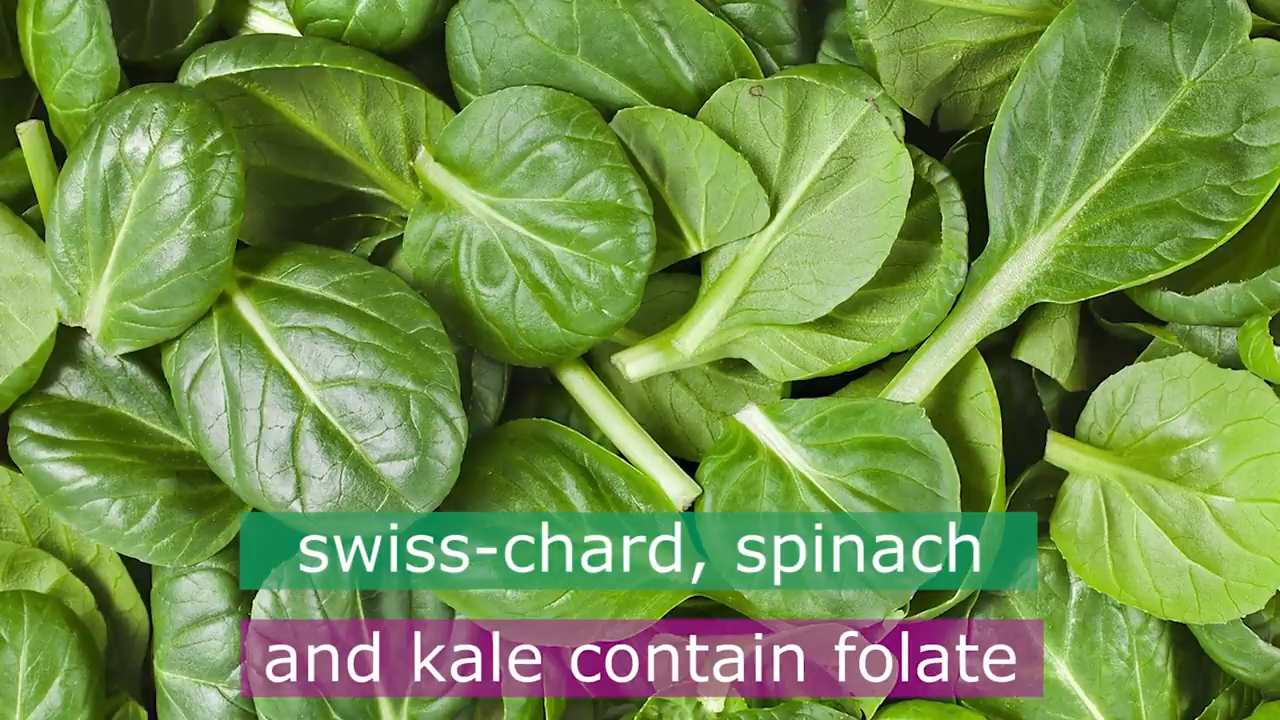 swiss-chard, spinach
and kale contain folate